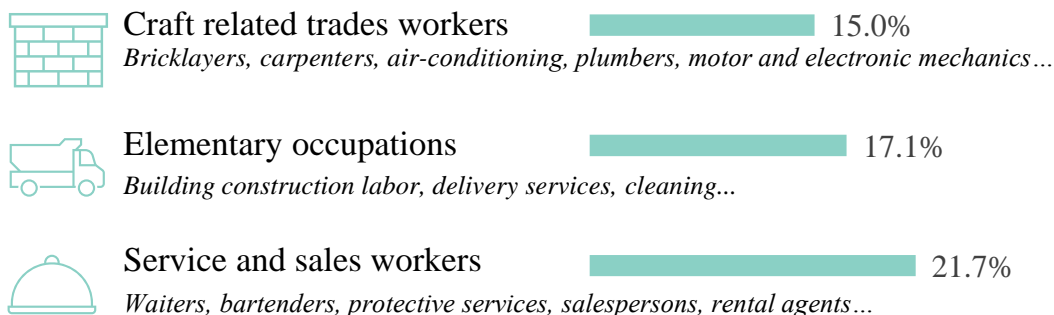 Craft related trades workers 15.0%
Bricklayers, carpenters, air-conditioning, plumbers, motor and electronic mechanics…
Elementary occupations 17.1%
Building construction labor, delivery services, cleaning...
Service and sales workers 21.7%
Waiters, bartenders, protective services, salespersons, rental agents…